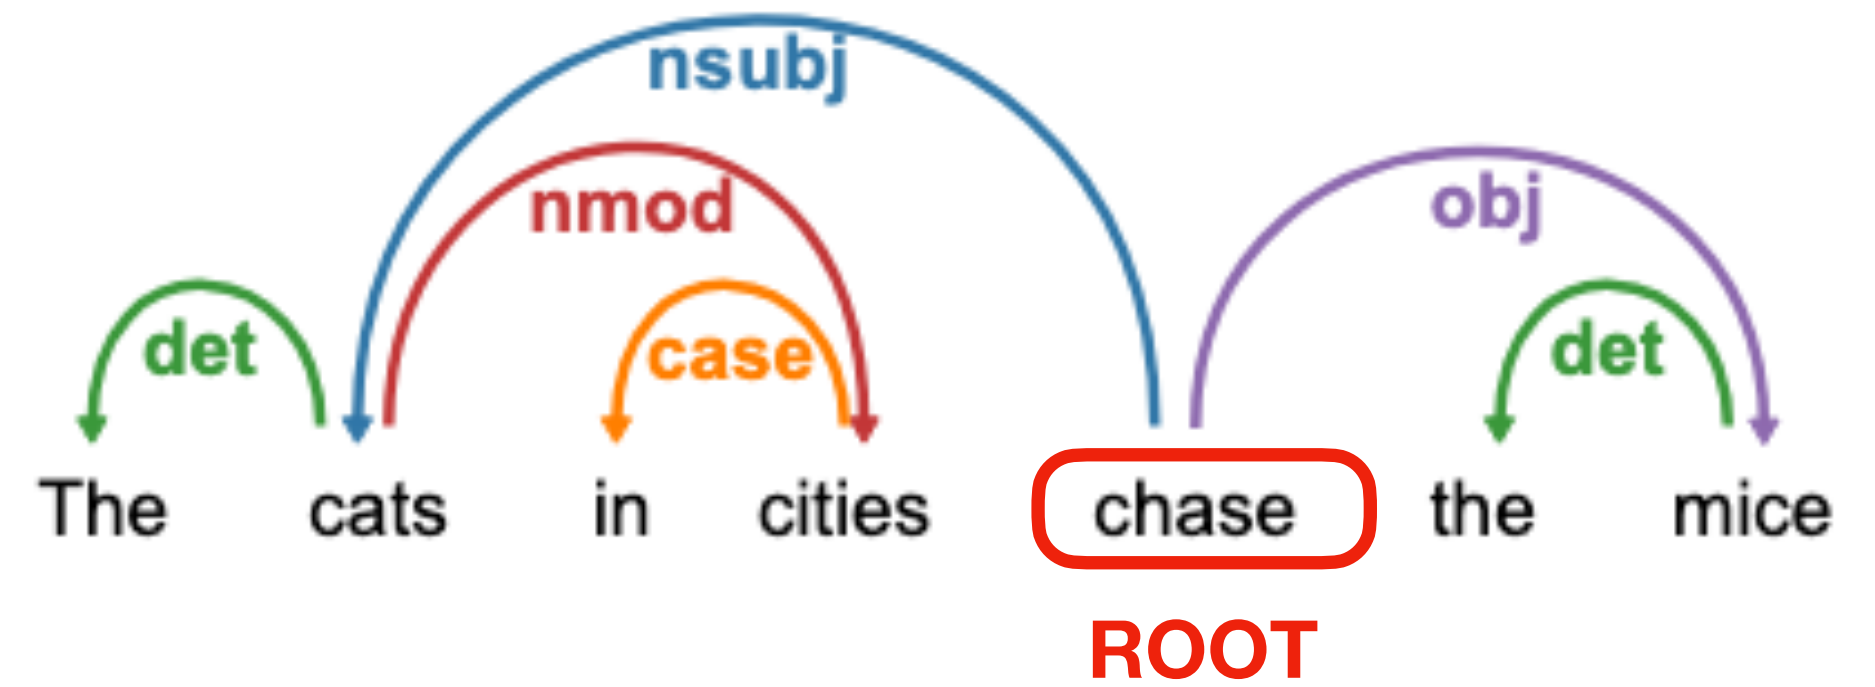 nsubj
nmod
obj
det
case
det
The cats in cities chase the mice
ROOT